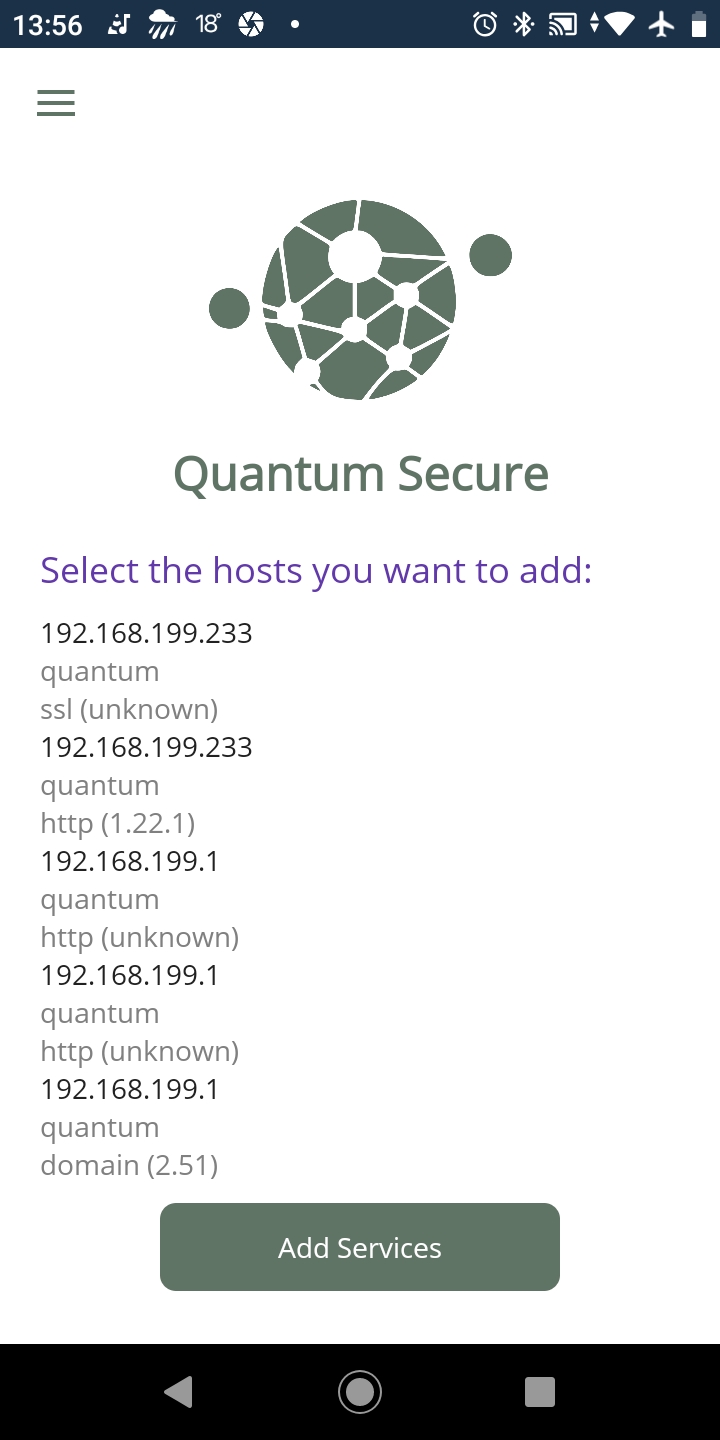 13:56
18°
Quantum Secure
Select the hosts you want to add:
192.168.199.233
quantum
ssl (unknown)
192.168.199.233
quantum
http (1.22.1)
192.168.199.1
quantum
http (unknown)
192.168.199.1
quantum
http (unknown)
192.168.199.1
quantum
domain (2.51)
Add Services